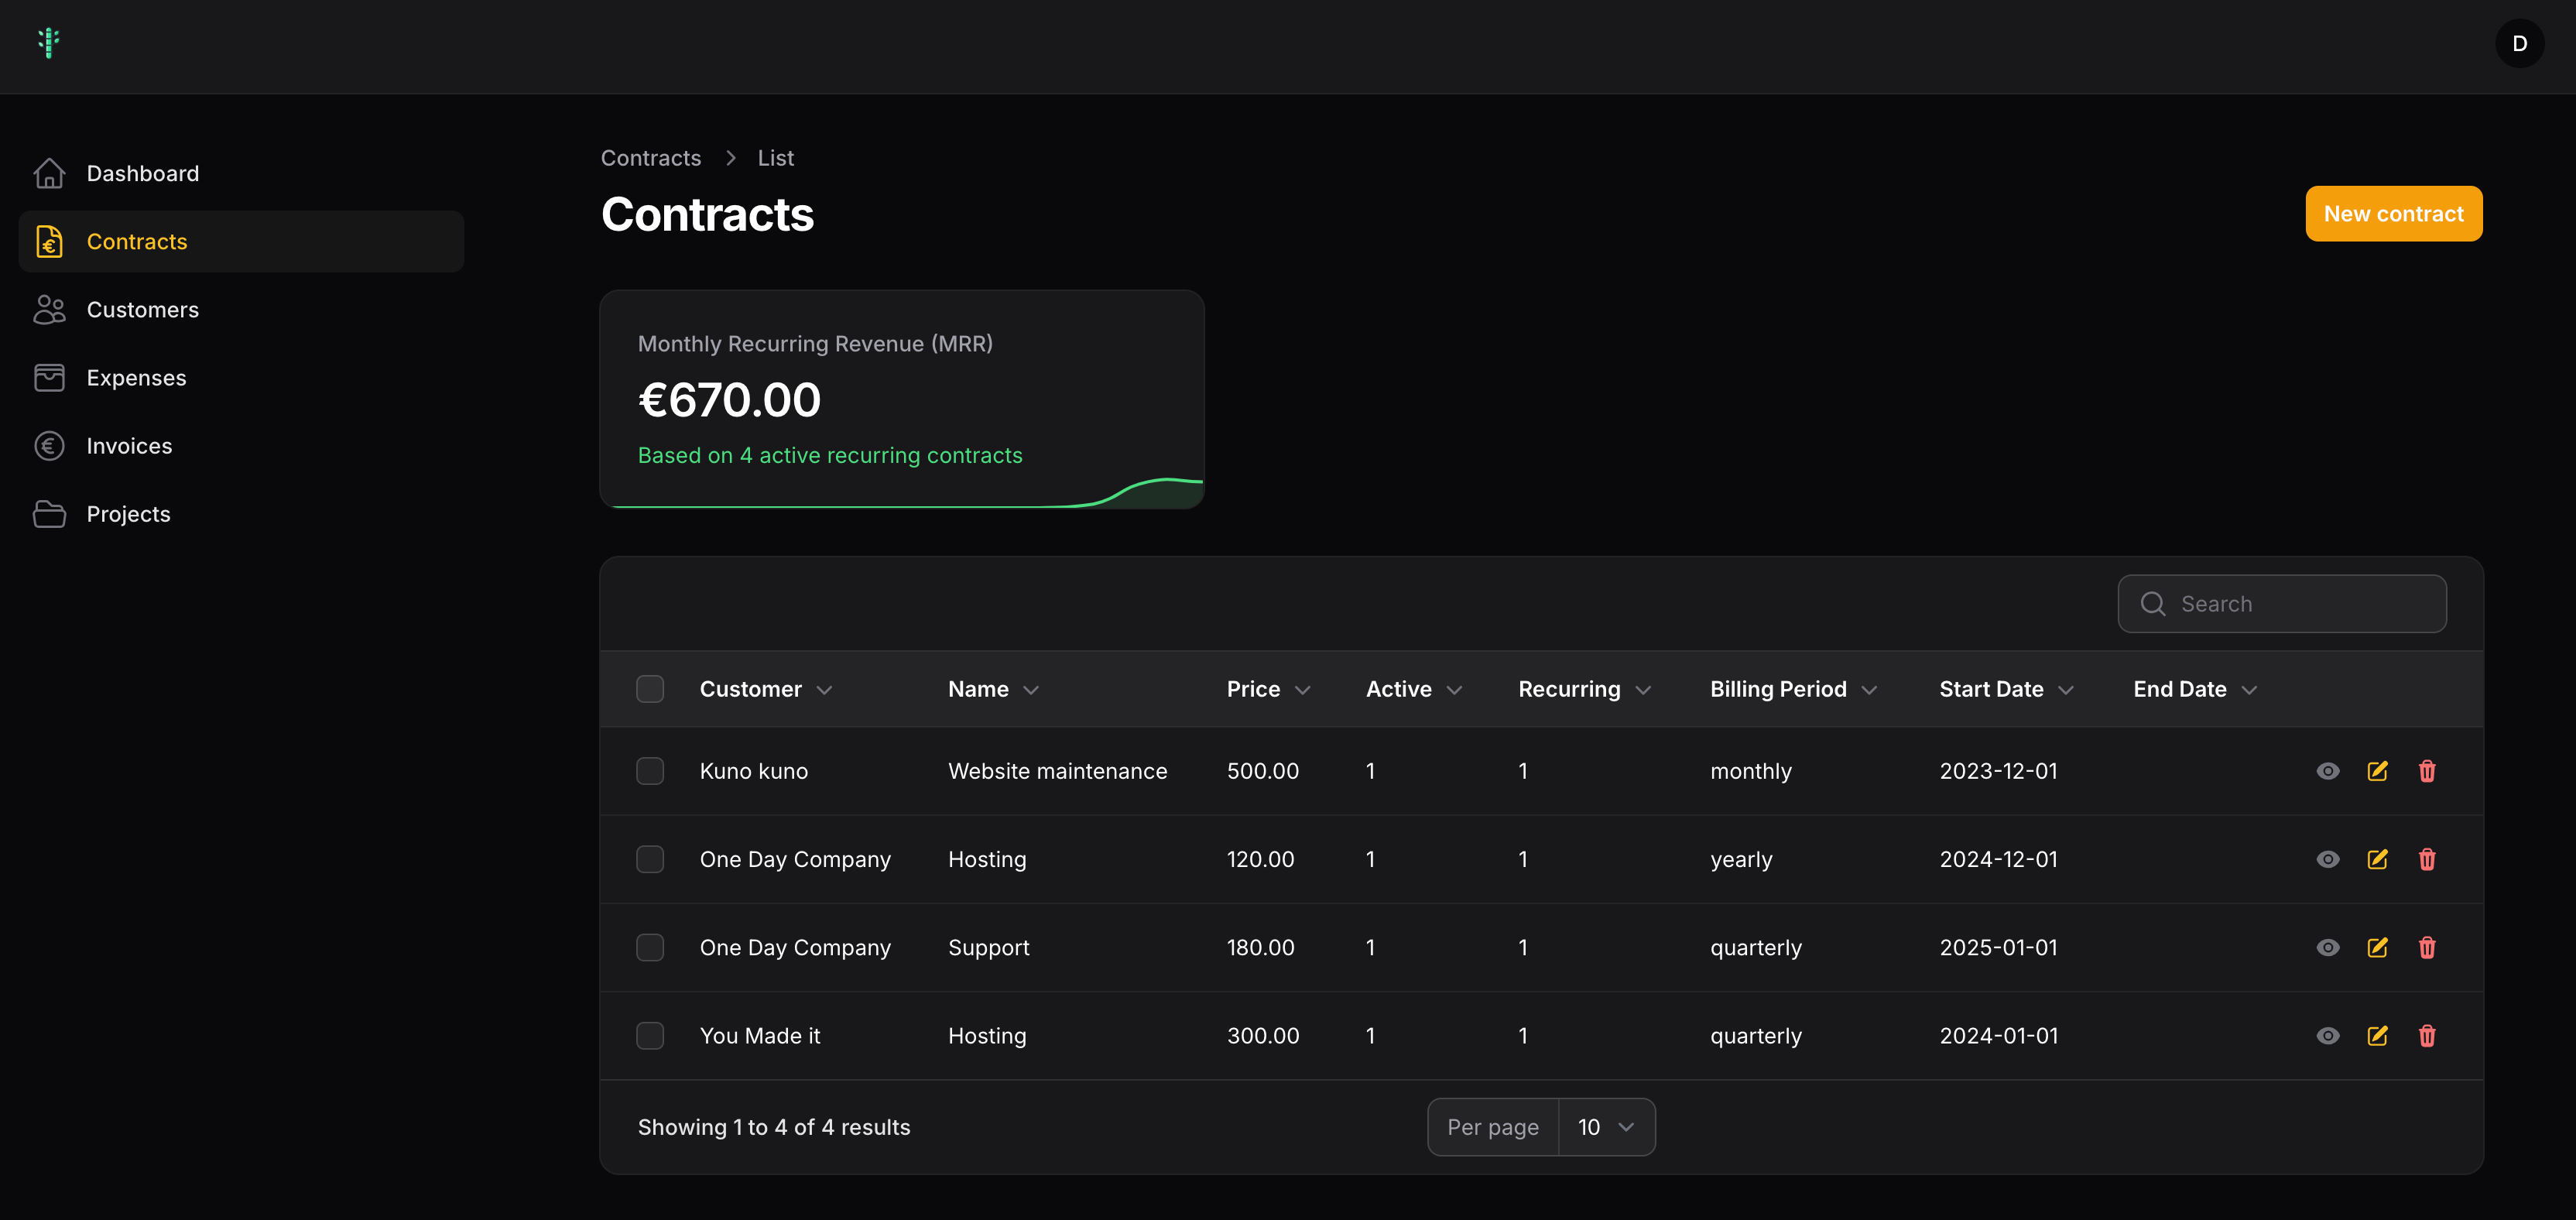 D
Dashboard
Contracts
Customers
Expenses
Invoices
Projects
Contracts > List
Contracts
New contract
Monthly Recurring Revenue (MRR)
€670.00
Based on 4 active recurring contracts
Search
Customer Name Price Active Recurring Billing Period Start Date End Date
Kuno kuno Website maintenance 500.00 1 1 monthly 2023-12-01
One Day Company Hosting 120.00 1 1 yearly 2024-12-01
One Day Company Support 180.00 1 1 quarterly 2025-01-01
You Made it Hosting 300.00 1 1 quarterly 2024-01-01
Showing 1 to 4 of 4 results
Per page 10